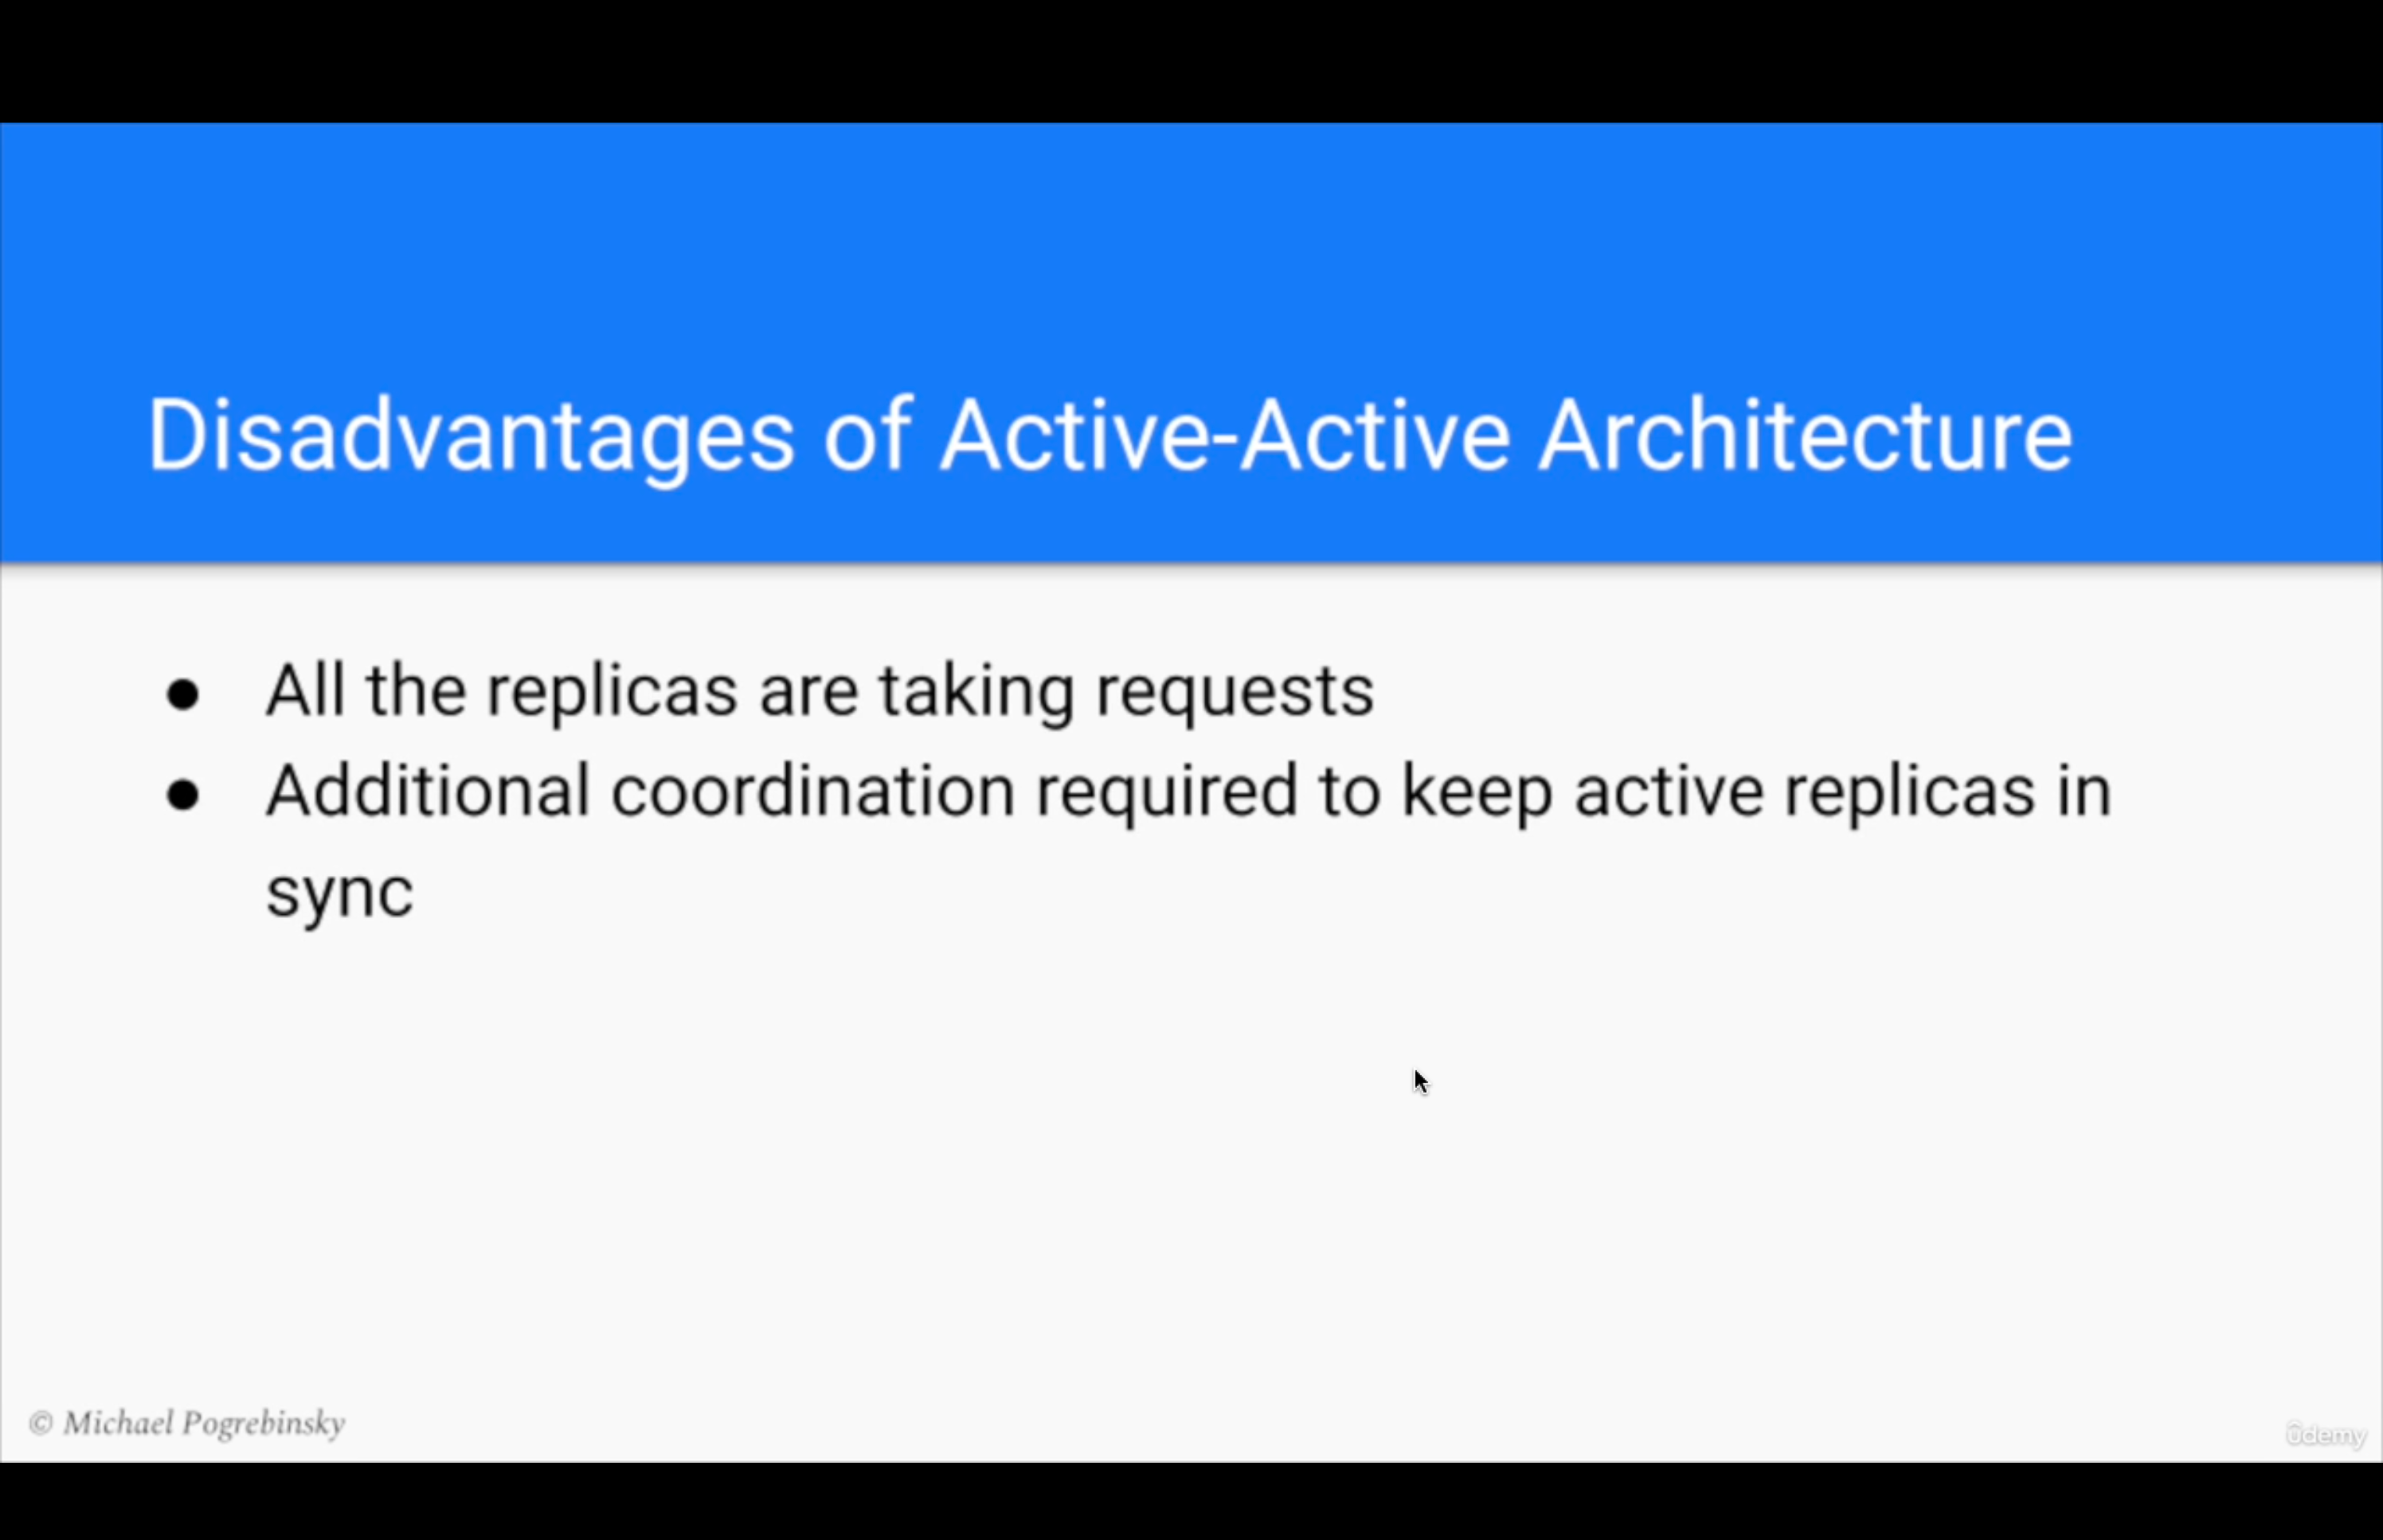 Disadvantages of Active-Active Architecture
● All the replicas are taking requests
● Additional coordination required to keep active replicas in
sync
© Michael Pogrebinsky
ûdemy